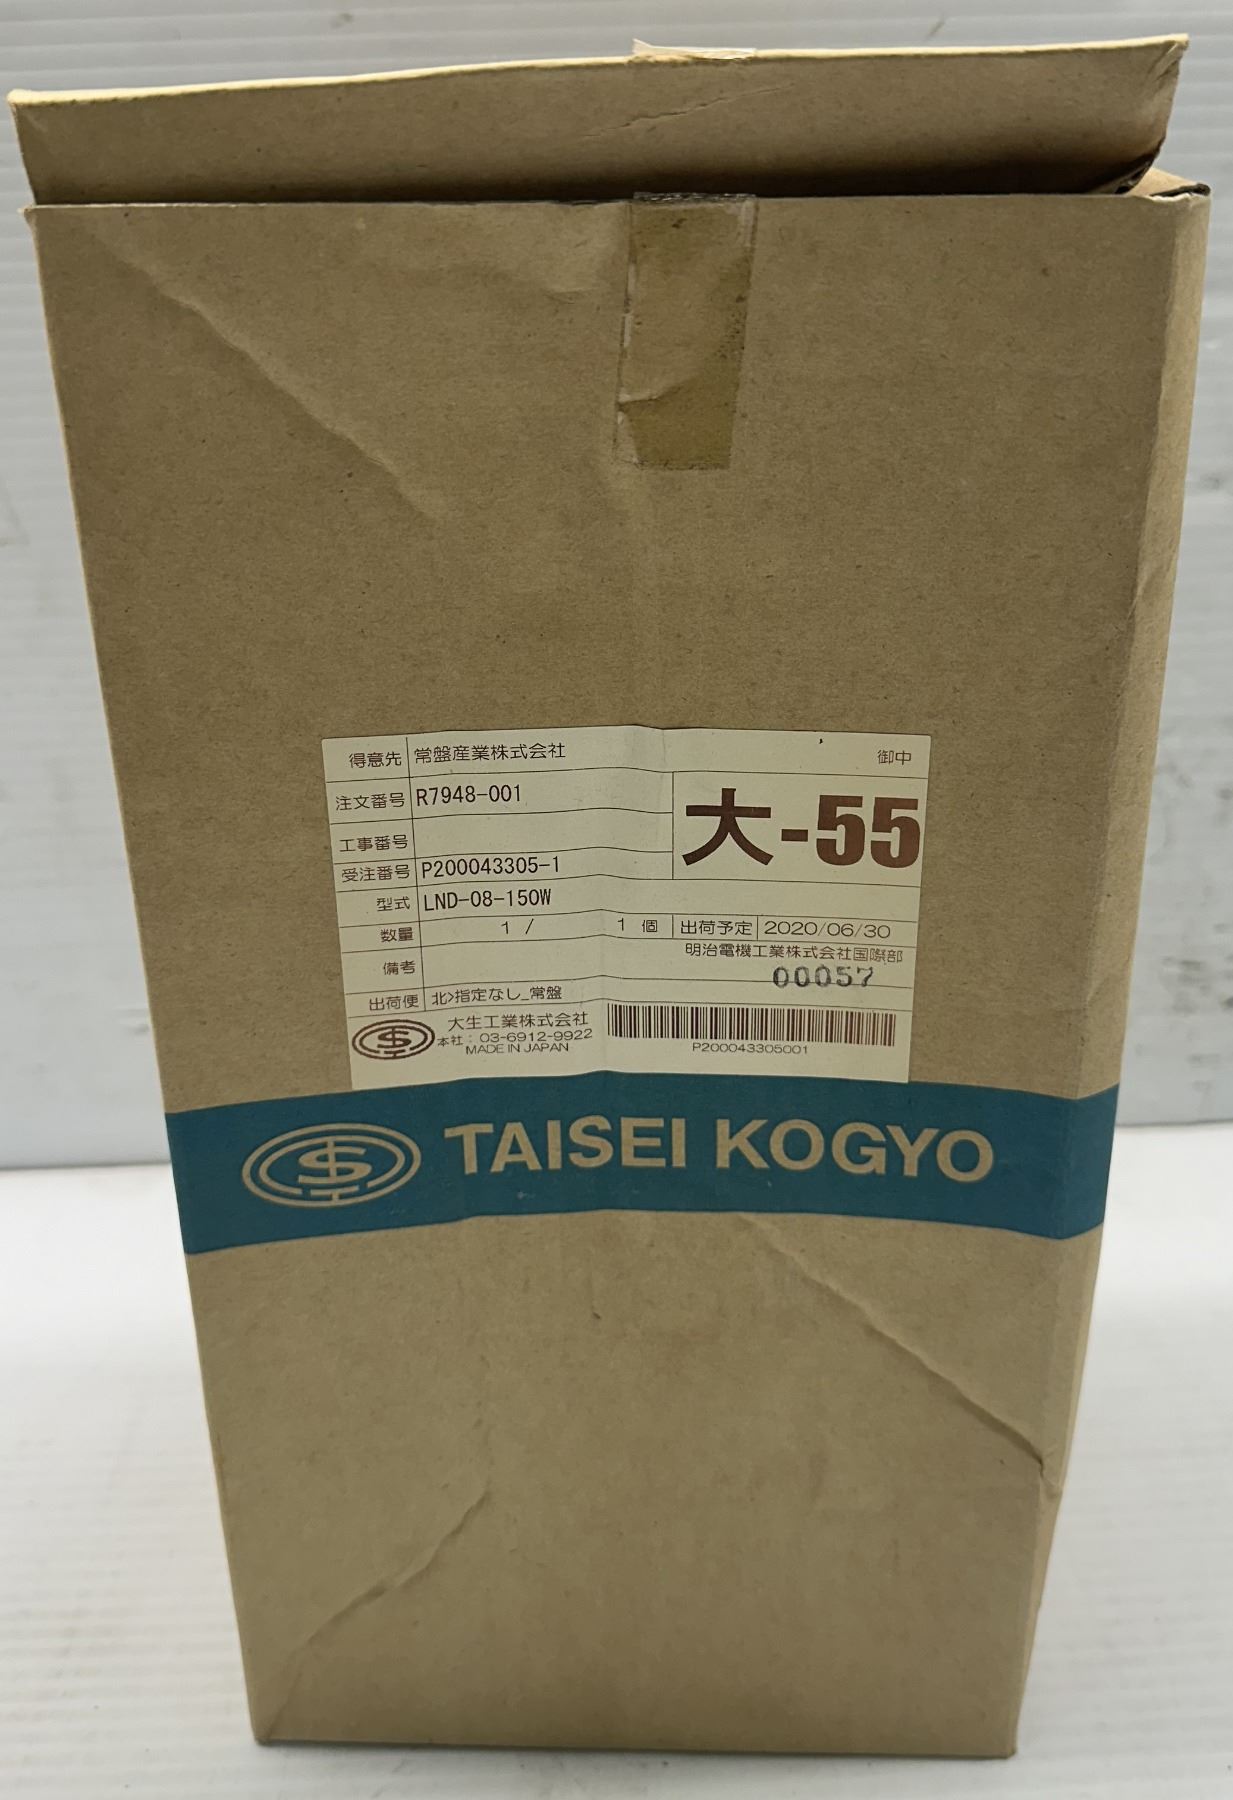 得意先 常盤産業株式会社 御中
注文番号 R7948-001
大-55
工事番号
受注番号 P200043305-1
型式 LND-08-150W
数量 1 / 1 個 出荷予定 2020/06/30
備考 明治電機工業株式会社国際部
00057
出荷便 北>指定なし_常盤
大生工業株式会社
本社: 03-6912-9922
MADE IN JAPAN
P200043305001
TAISEI KOGYO